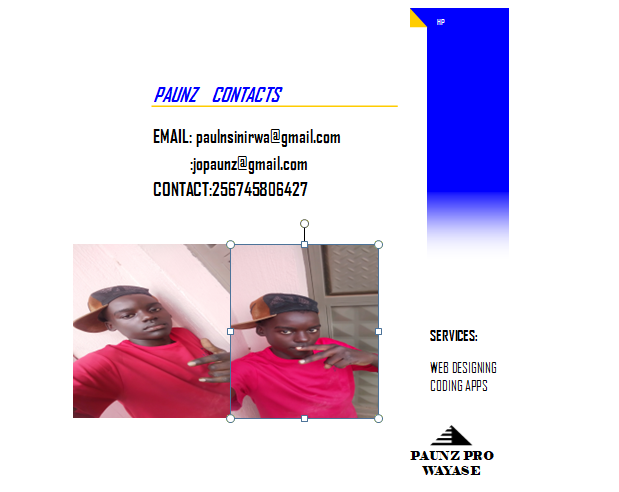 HP
PAUNZ CONTACTS
EMAIL: paulnsinirwa@gmail.com
:jopaunz@gmail.com
CONTACT:256745806427
SERVICES:
WEB DESIGNING
CODING APPS
PAUNZ PRO
WAYASE